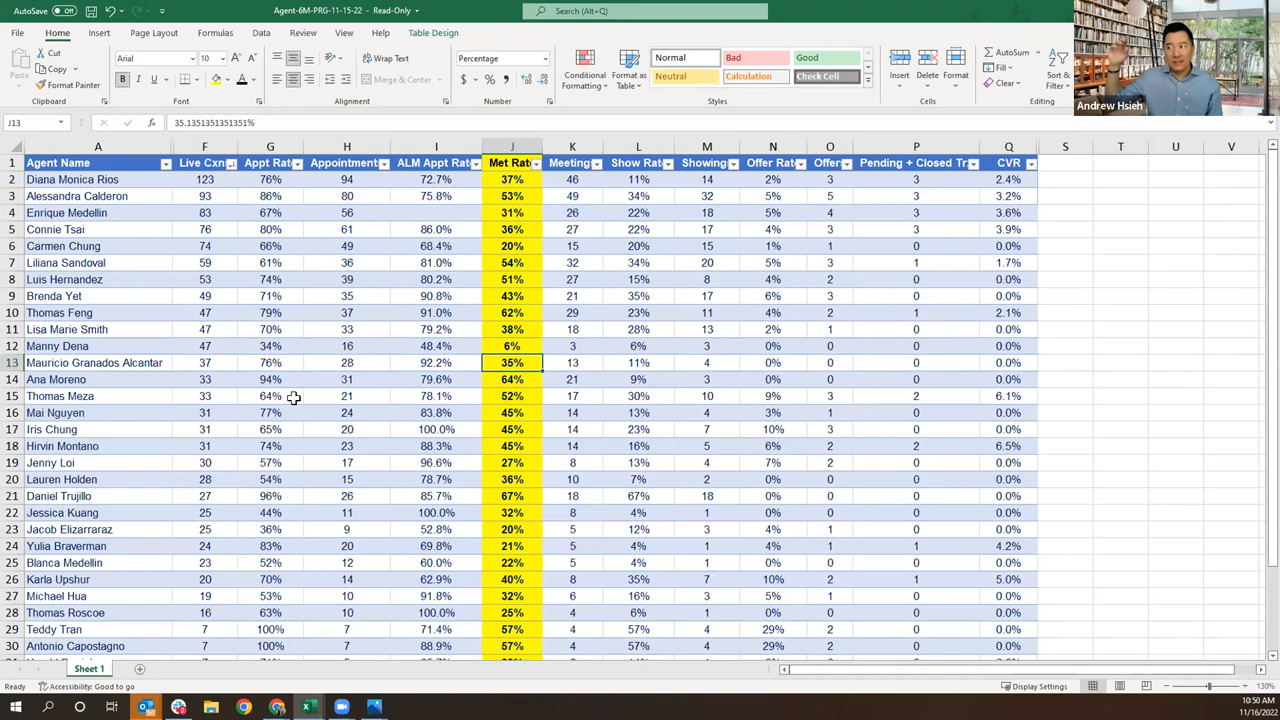 AutoSave Off Agent-6M-PRG-11-15-22 - Read-Only Search (Alt+Q)
File Home Insert Page Layout Formulas Data Review View Help Table Design
Paste Cut Copy Format Painter Arial 10 B I U A Wrap Text Merge & Center Percentage $ % Conditional Formatting Format as Table Normal Bad Good Neutral Calculation Check Cell Insert Delete Format AutoSum Fill Clear Sort &
Clipboard Font Alignment Number Styles Cells Editing
Andrew Hsieh
J13 fx 35.1351351351351%
A F G H I J K L M N O P Q S T U V
1 Agent Name Live Cxn Appt Rat Appointment ALM Appt Rat Met Rat Meeting Show Rat Showing Offer Rat Offer Pending + Closed Tr CVR
2 Diana Monica Rios 123 76% 94 72.7% 37% 46 11% 14 2% 3 3 2.4%
3 Alessandra Calderon 93 86% 80 75.8% 53% 49 34% 32 5% 5 3 3.2%
4 Enrique Medellin 83 67% 56 31% 26 22% 18 5% 4 3 3.6%
5 Connie Tsai 76 80% 61 86.0% 36% 27 22% 17 4% 3 3 3.9%
6 Carmen Chung 74 66% 49 68.4% 20% 15 20% 15 1% 1 0 0.0%
7 Liliana Sandoval 59 61% 36 81.0% 54% 32 34% 20 5% 3 1 1.7%
8 Luis Hernandez 53 74% 39 80.2% 51% 27 15% 8 4% 2 0 0.0%
9 Brenda Yet 49 71% 35 90.8% 43% 21 35% 17 6% 3 0 0.0%
10 Thomas Feng 47 79% 37 91.0% 62% 29 23% 11 4% 2 1 2.1%
11 Lisa Marie Smith 47 70% 33 79.2% 38% 18 28% 13 2% 1 0 0.0%
12 Manny Dena 47 34% 16 48.4% 6% 3 6% 3 0% 0 0 0.0%
13 Mauricio Granados Alcantar 37 76% 28 92.2% 35% 13 11% 4 0% 0 0 0.0%
14 Ana Moreno 33 94% 31 79.6% 64% 21 9% 3 0% 0 0 0.0%
15 Thomas Meza 33 64% 21 78.1% 52% 17 30% 10 9% 3 2 6.1%
16 Mai Nguyen 31 77% 24 83.8% 45% 14 13% 4 3% 1 0 0.0%
17 Iris Chung 31 65% 20 100.0% 45% 14 23% 7 10% 3 0 0.0%
18 Hirvin Montano 31 74% 23 88.3% 45% 14 16% 5 6% 2 2 6.5%
19 Jenny Loi 30 57% 17 96.6% 27% 8 13% 4 7% 2 0 0.0%
20 Lauren Holden 28 54% 15 78.7% 36% 10 7% 2 0% 0 0 0.0%
21 Daniel Trujillo 27 96% 26 85.7% 67% 18 67% 18 0% 0 0 0.0%
22 Jessica Kuang 25 44% 11 100.0% 32% 8 4% 1 0% 0 0 0.0%
23 Jacob Elizarraraz 25 36% 9 52.8% 20% 5 12% 3 4% 1 0 0.0%
24 Yulia Braverman 24 83% 20 69.8% 21% 5 4% 1 4% 1 1 4.2%
25 Blanca Medellin 23 52% 12 60.0% 22% 5 4% 1 0% 0 0 0.0%
26 Karla Upshur 20 70% 14 62.9% 40% 8 35% 7 10% 2 1 5.0%
27 Michael Hua 19 53% 10 81.8% 32% 6 16% 3 5% 1 0 0.0%
28 Thomas Roscoe 16 63% 10 100.0% 25% 4 6% 1 0% 0 0 0.0%
29 Teddy Tran 7 100% 7 71.4% 57% 4 57% 4 29% 2 0 0.0%
30 Antonio Capostagno 7 100% 7 88.9% 57% 4 57% 4 29% 2 0 0.0%
Sheet 1
Ready Accessibility: Good to go Display Settings 130%
10:50 AM
11/16/2022